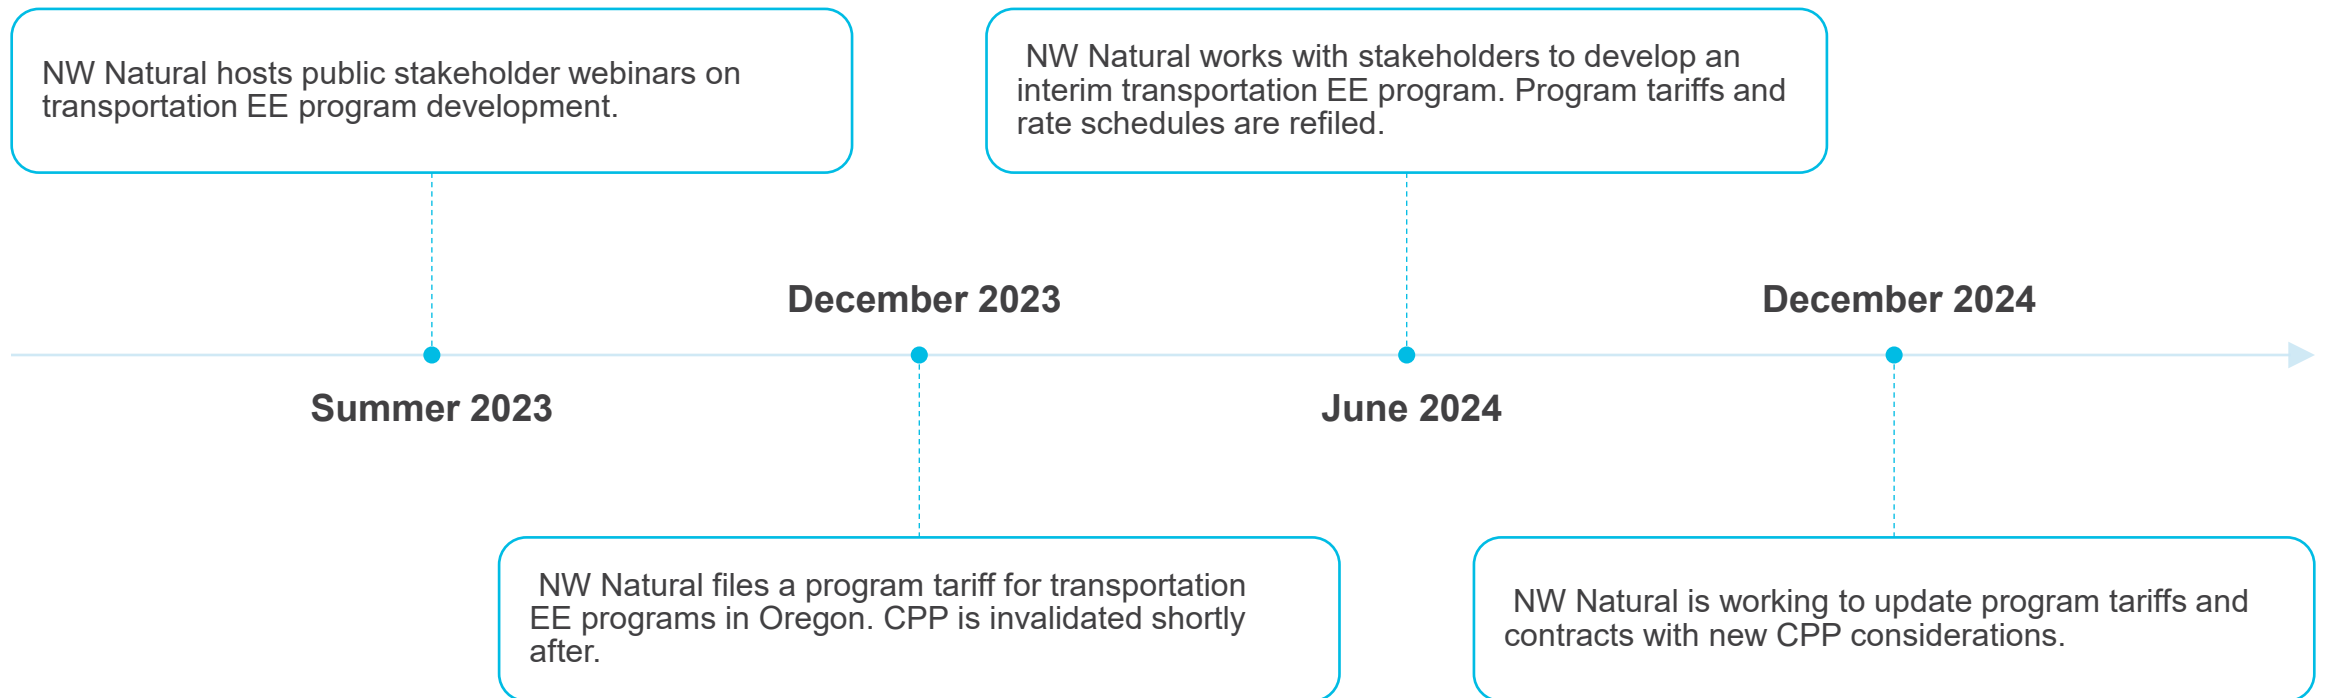 NW Natural hosts public stakeholder webinars on
transportation EE program development.
NW Natural works with stakeholders to develop an
interim transportation EE program. Program tariffs and
rate schedules are refiled.
December 2023
December 2024
Summer 2023
June 2024
NW Natural files a program tariff for transportation
EE programs in Oregon. CPP is invalidated shortly
after.
NW Natural is working to update program tariffs and
contracts with new CPP considerations.